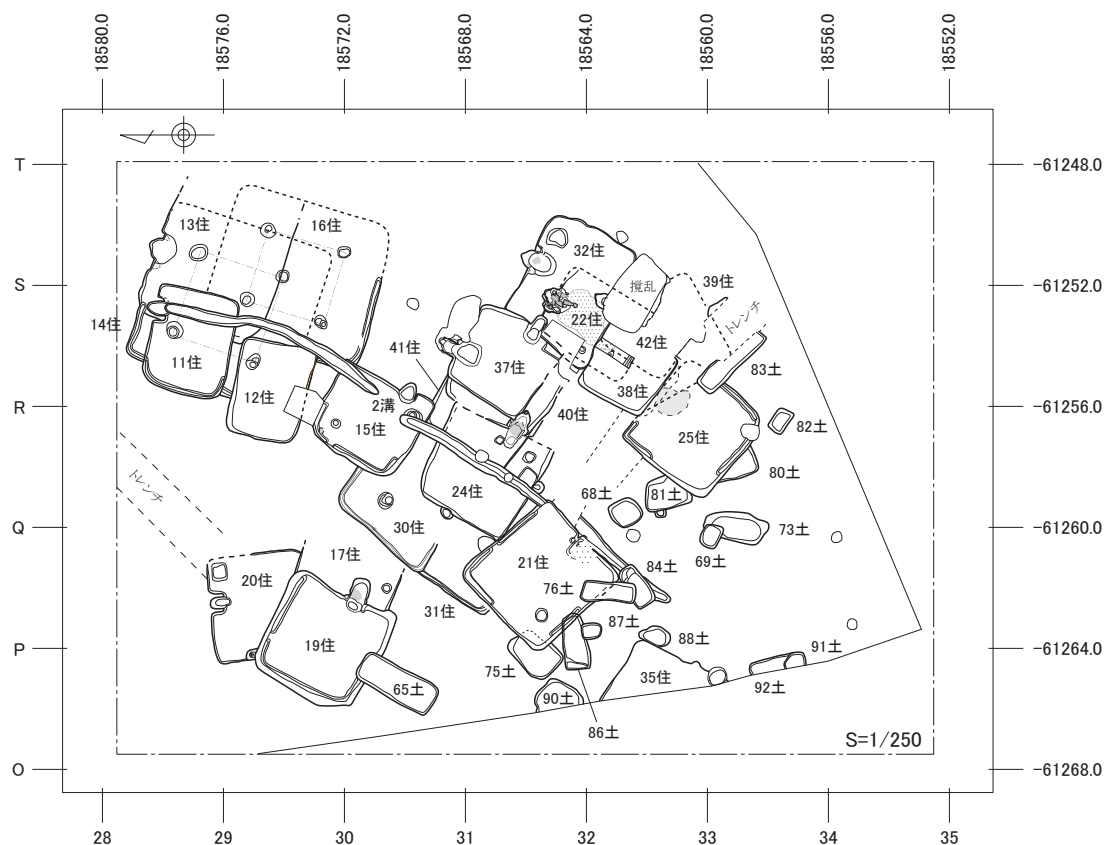 18580.0
18576.0
18572.0
18568.0
18564.0
18560.0
18556.0
18552.0
T
-61248.0
13住
16住
32住
39住
S
撹乱
-61252.0
14住
22住
トレンチ
42住
11住
41住
37住
83土
38住
12住
2溝
R
40住
-61256.0
15住
25住
82土
80土
トレンチ
24住
68土
81土
Q
30住
73土
-61260.0
17住
69土
21住
20住
76土
84土
31住
87土
19住
88土
91土
P
75土
-61264.0
65土
35住
92土
90土
86土
S=1/250
O
-61268.0
28
29
30
31
32
33
34
35